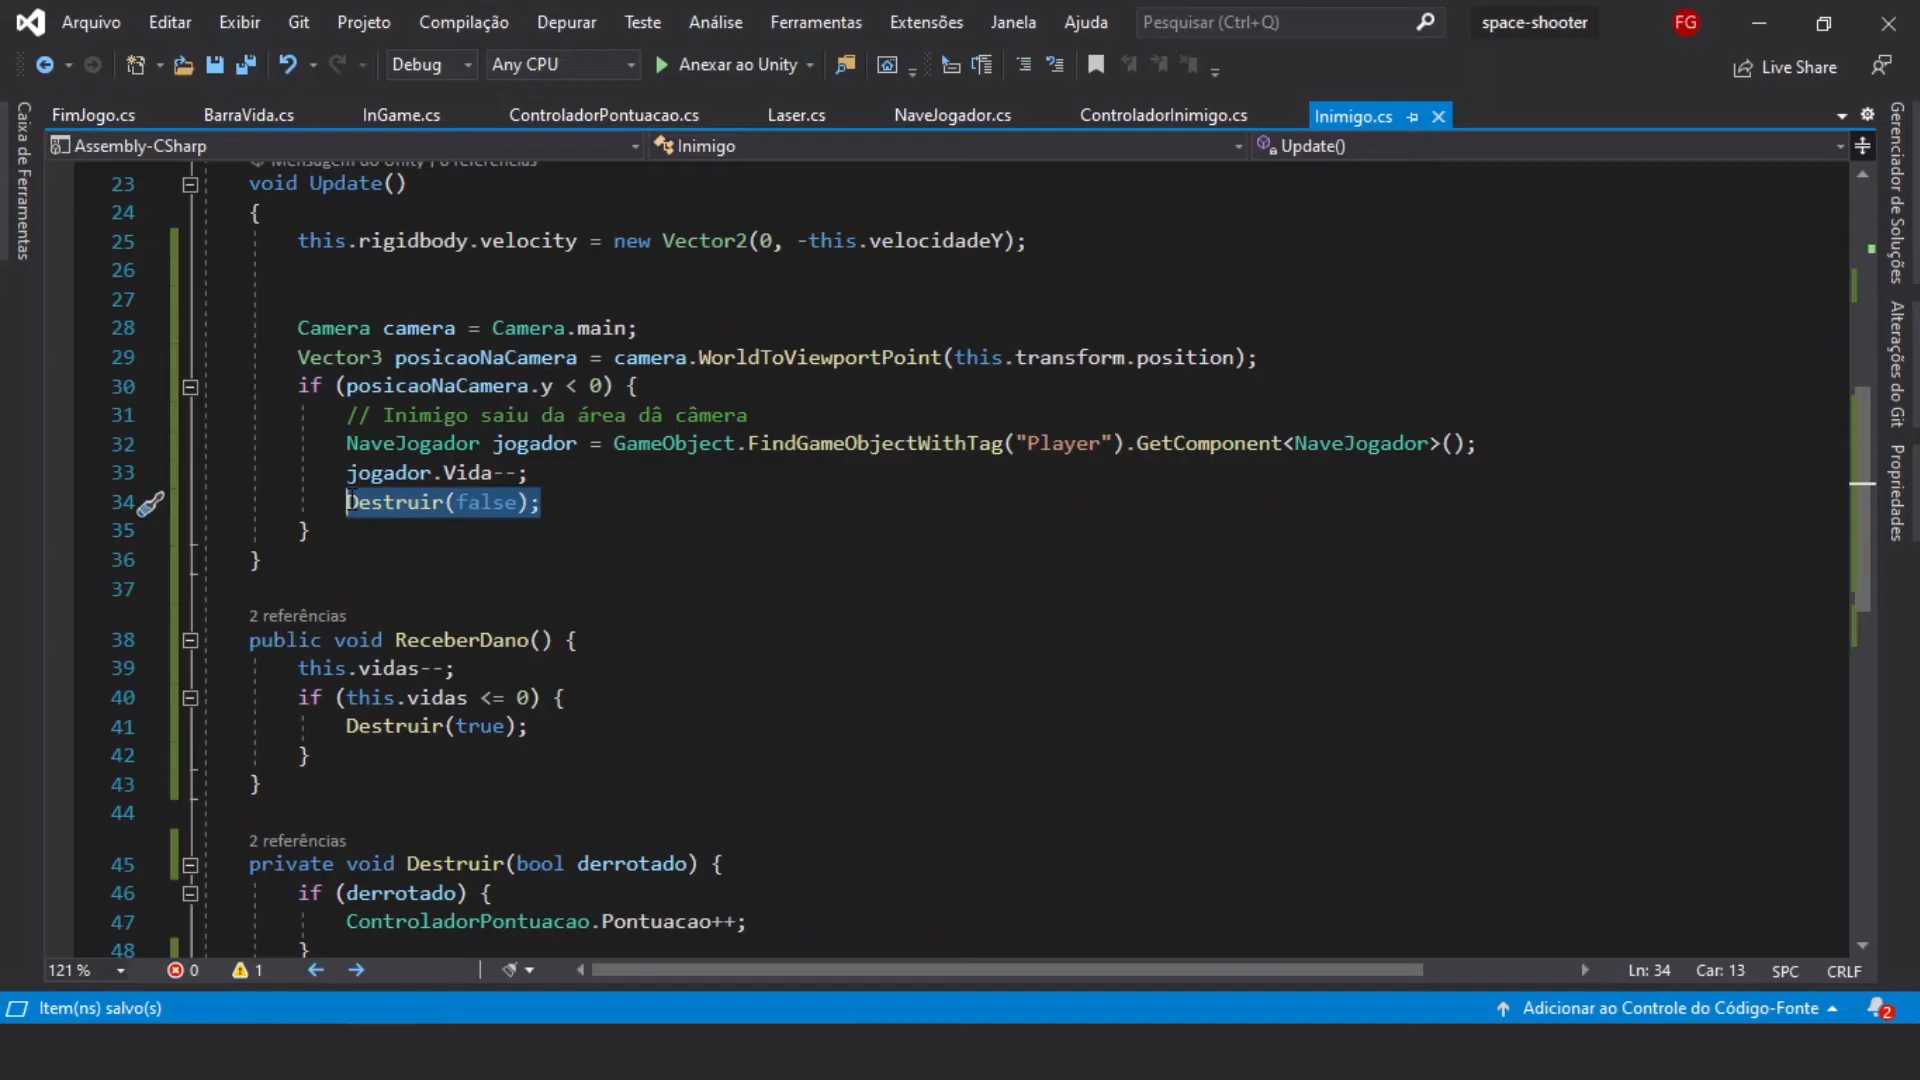 Arquivo Editar Exibir Git Projeto Compilação Depurar Teste Análise Ferramentas Extensões Janela Ajuda Pesquisar (Ctrl+Q) space-shooter FG
Debug Any CPU Anexar ao Unity Live Share
FimJogo.cs BarraVida.cs InGame.cs ControladorPontuacao.cs Laser.cs NaveJogador.cs ControladorInimigo.cs Inimigo.cs
Assembly-CSharp Inimigo Update()
Caixa de Ferramentas
Mensagem do Unity | 0 referências
23 void Update()
24 {
25 this.rigidbody.velocity = new Vector2(0, -this.velocidadeY);
26
27
28 Camera camera = Camera.main;
29 Vector3 posicaoNaCamera = camera.WorldToViewportPoint(this.transform.position);
30 if (posicaoNaCamera.y < 0) {
31 // Inimigo saiu da área dâ câmera
32 NaveJogador jogador = GameObject.FindGameObjectWithTag("Player").GetComponent<NaveJogador>();
33 jogador.Vida--;
34 Destruir(false);
35 }
36 }
37
2 referências
38 public void ReceberDano() {
39 this.vidas--;
40 if (this.vidas <= 0) {
41 Destruir(true);
42 }
43 }
44
2 referências
45 private void Destruir(bool derrotado) {
46 if (derrotado) {
47 ControladorPontuacao.Pontuacao++;
48 }
Gerenciador de Soluções
Alterações do Git
Propriedades
121 % 0 1 Ln: 34 Car: 13 SPC CRLF
Item(ns) salvo(s) Adicionar ao Controle do Código-Fonte 2